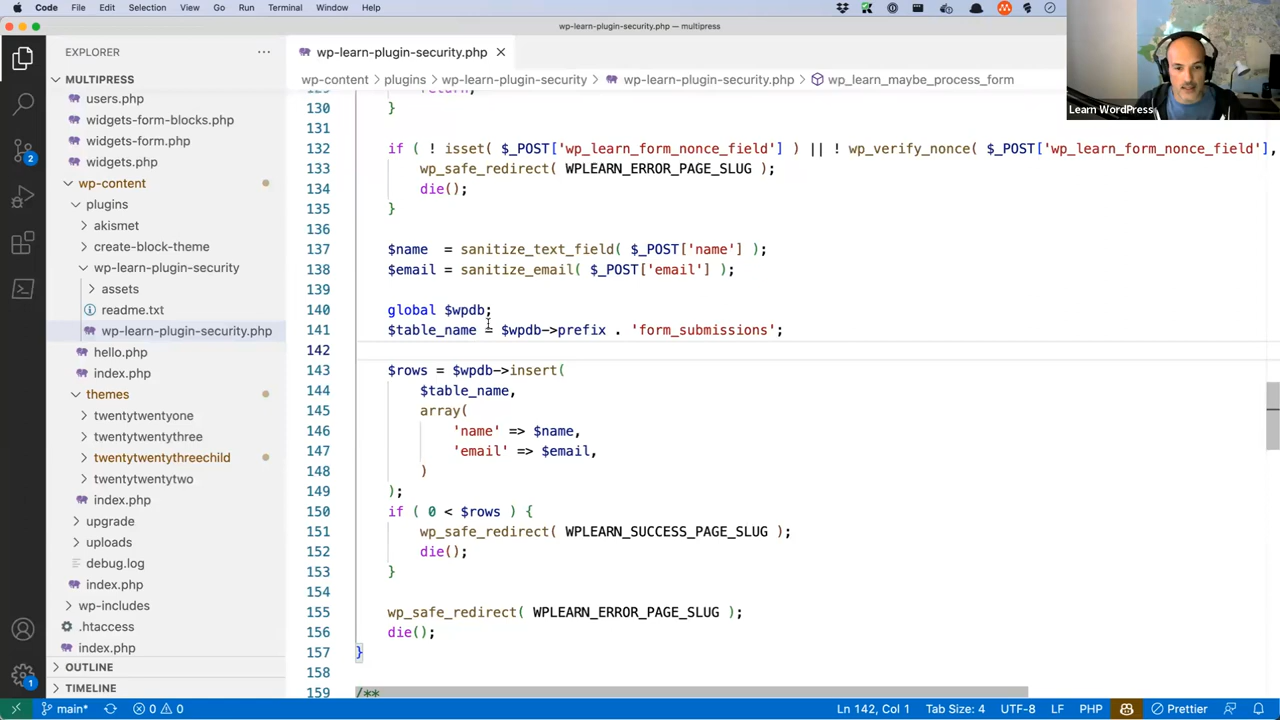 Code File Edit Selection View Go Run Terminal Window Help
wp-learn-plugin-security.php — multipress
EXPLORER
wp-learn-plugin-security.php
MULTIPRESS
wp-content > plugins > wp-learn-plugin-security > wp-learn-plugin-security.php > wp_learn_maybe_process_form
Learn WordPress
users.php
widgets-form-blocks.php
widgets-form.php
widgets.php
wp-content
plugins
akismet
create-block-theme
wp-learn-plugin-security
assets
readme.txt
wp-learn-plugin-security.php
hello.php
index.php
themes
twentytwentyone
twentytwentythree
twentytwentythreechild
twentytwentytwo
index.php
upgrade
uploads
debug.log
index.php
wp-includes
.htaccess
index.php
OUTLINE
TIMELINE
2
1
129 return;
130 }
131
132 if ( ! isset( $_POST['wp_learn_form_nonce_field'] ) || ! wp_verify_nonce( $_POST['wp_learn_form_nonce_field'],
133 wp_safe_redirect( WPLEARN_ERROR_PAGE_SLUG );
134 die();
135 }
136
137 $name = sanitize_text_field( $_POST['name'] );
138 $email = sanitize_email( $_POST['email'] );
139
140 global $wpdb;
141 $table_name = $wpdb->prefix . 'form_submissions';
142
143 $rows = $wpdb->insert(
144 $table_name,
145 array(
146 'name' => $name,
147 'email' => $email,
148 )
149 );
150 if ( 0 < $rows ) {
151 wp_safe_redirect( WPLEARN_SUCCESS_PAGE_SLUG );
152 die();
153 }
154
155 wp_safe_redirect( WPLEARN_ERROR_PAGE_SLUG );
156 die();
157 }
158
159 /**
main* 0 0 Ln 142, Col 1 Tab Size: 4 UTF-8 LF PHP Prettier